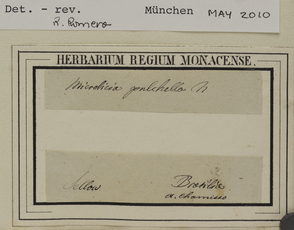 Det. - rev. München MAY 2010
R. Romero
HERBARIUM REGIUM MONACENSE.
Microlicia pulchella N
Sellow Brasilia
a. Chamisso